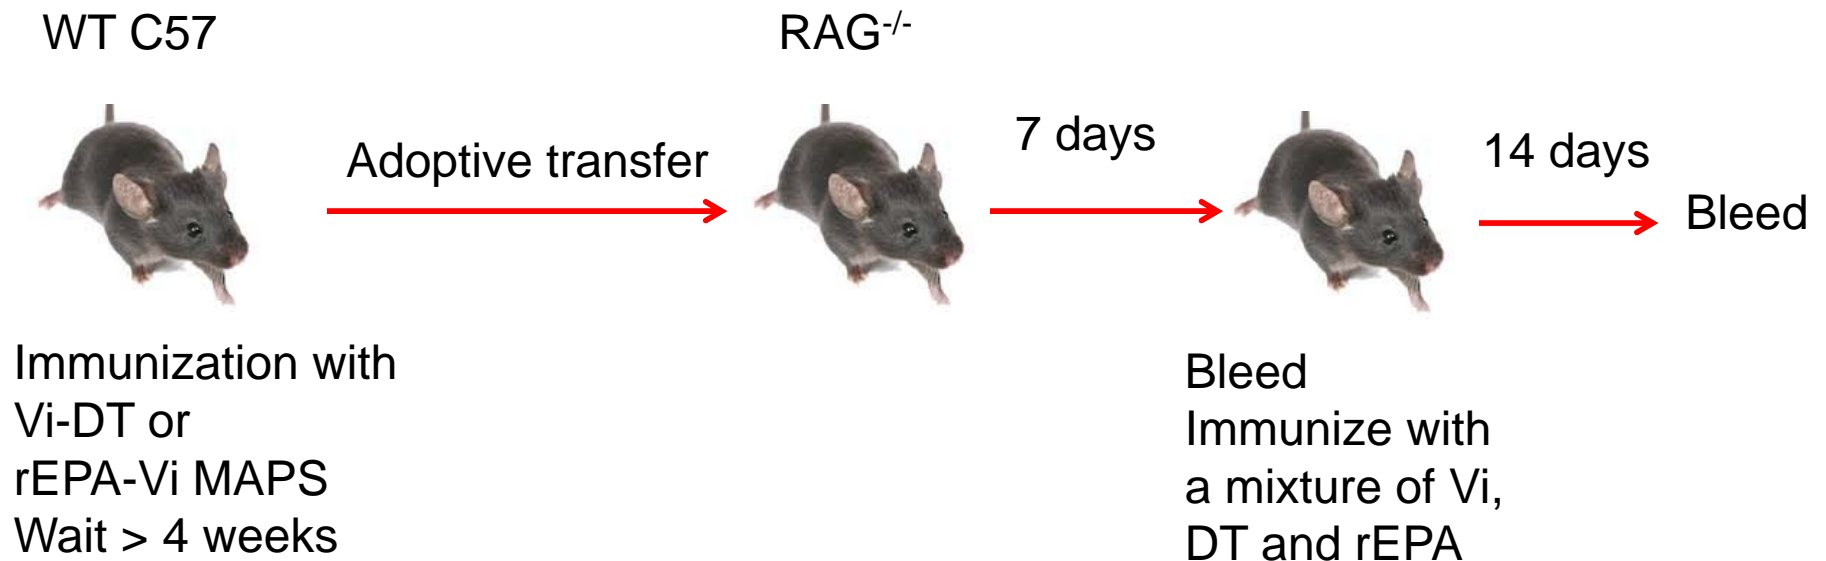 WT C57
RAG-/-
Adoptive transfer
7 days
14 days
Bleed
Immunization with
Vi-DT or
rEPA-Vi MAPS
Wait > 4 weeks
Bleed
Immunize with
a mixture of Vi,
DT and rEPA